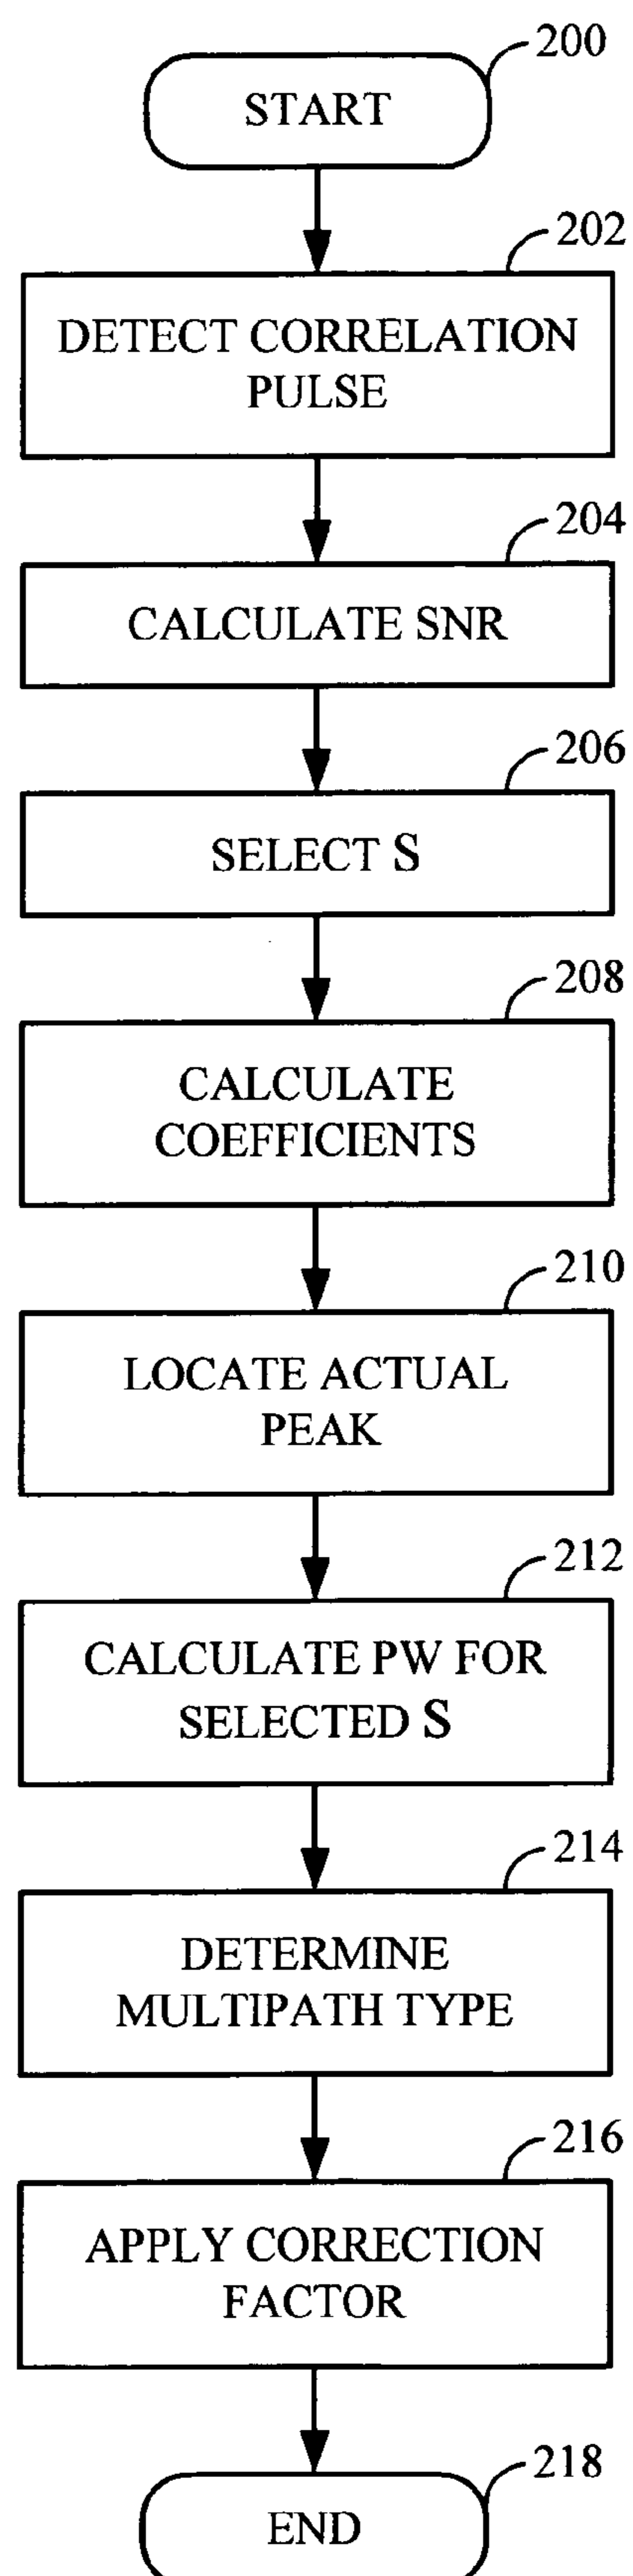 200
START
202
DETECT CORRELATION
PULSE
204
CALCULATE SNR
206
SELECT S
208
CALCULATE
COEFFICIENTS
210
LOCATE ACTUAL
PEAK
212
CALCULATE PW FOR
SELECTED S
214
DETERMINE
MULTIPATH TYPE
216
APPLY CORRECTION
FACTOR
218
END